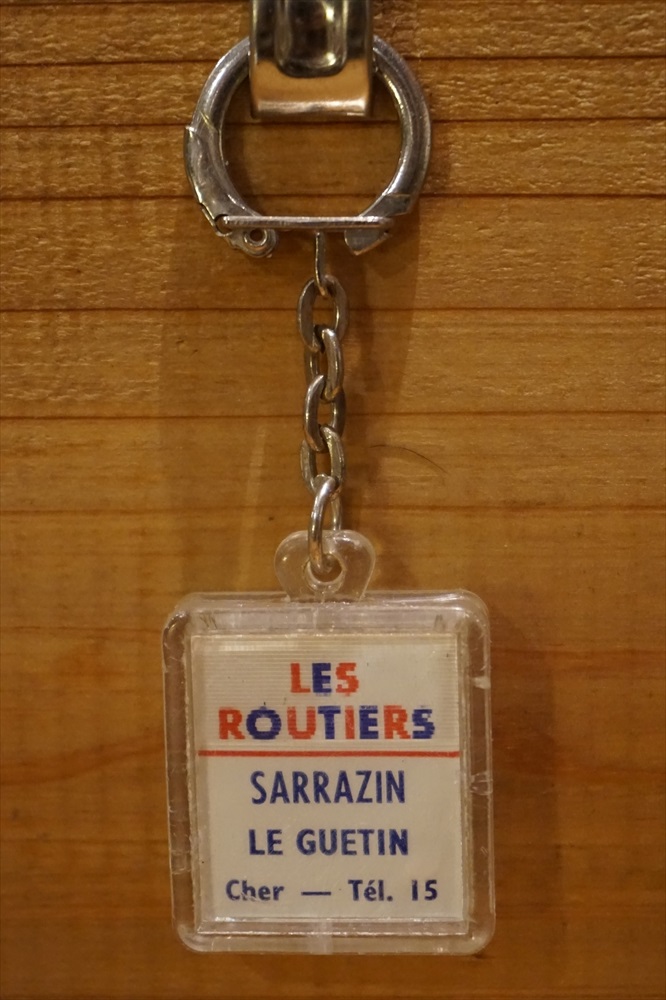 LES
ROUTIERS
SARRAZIN
LE GUETIN
Cher — Tél. 15